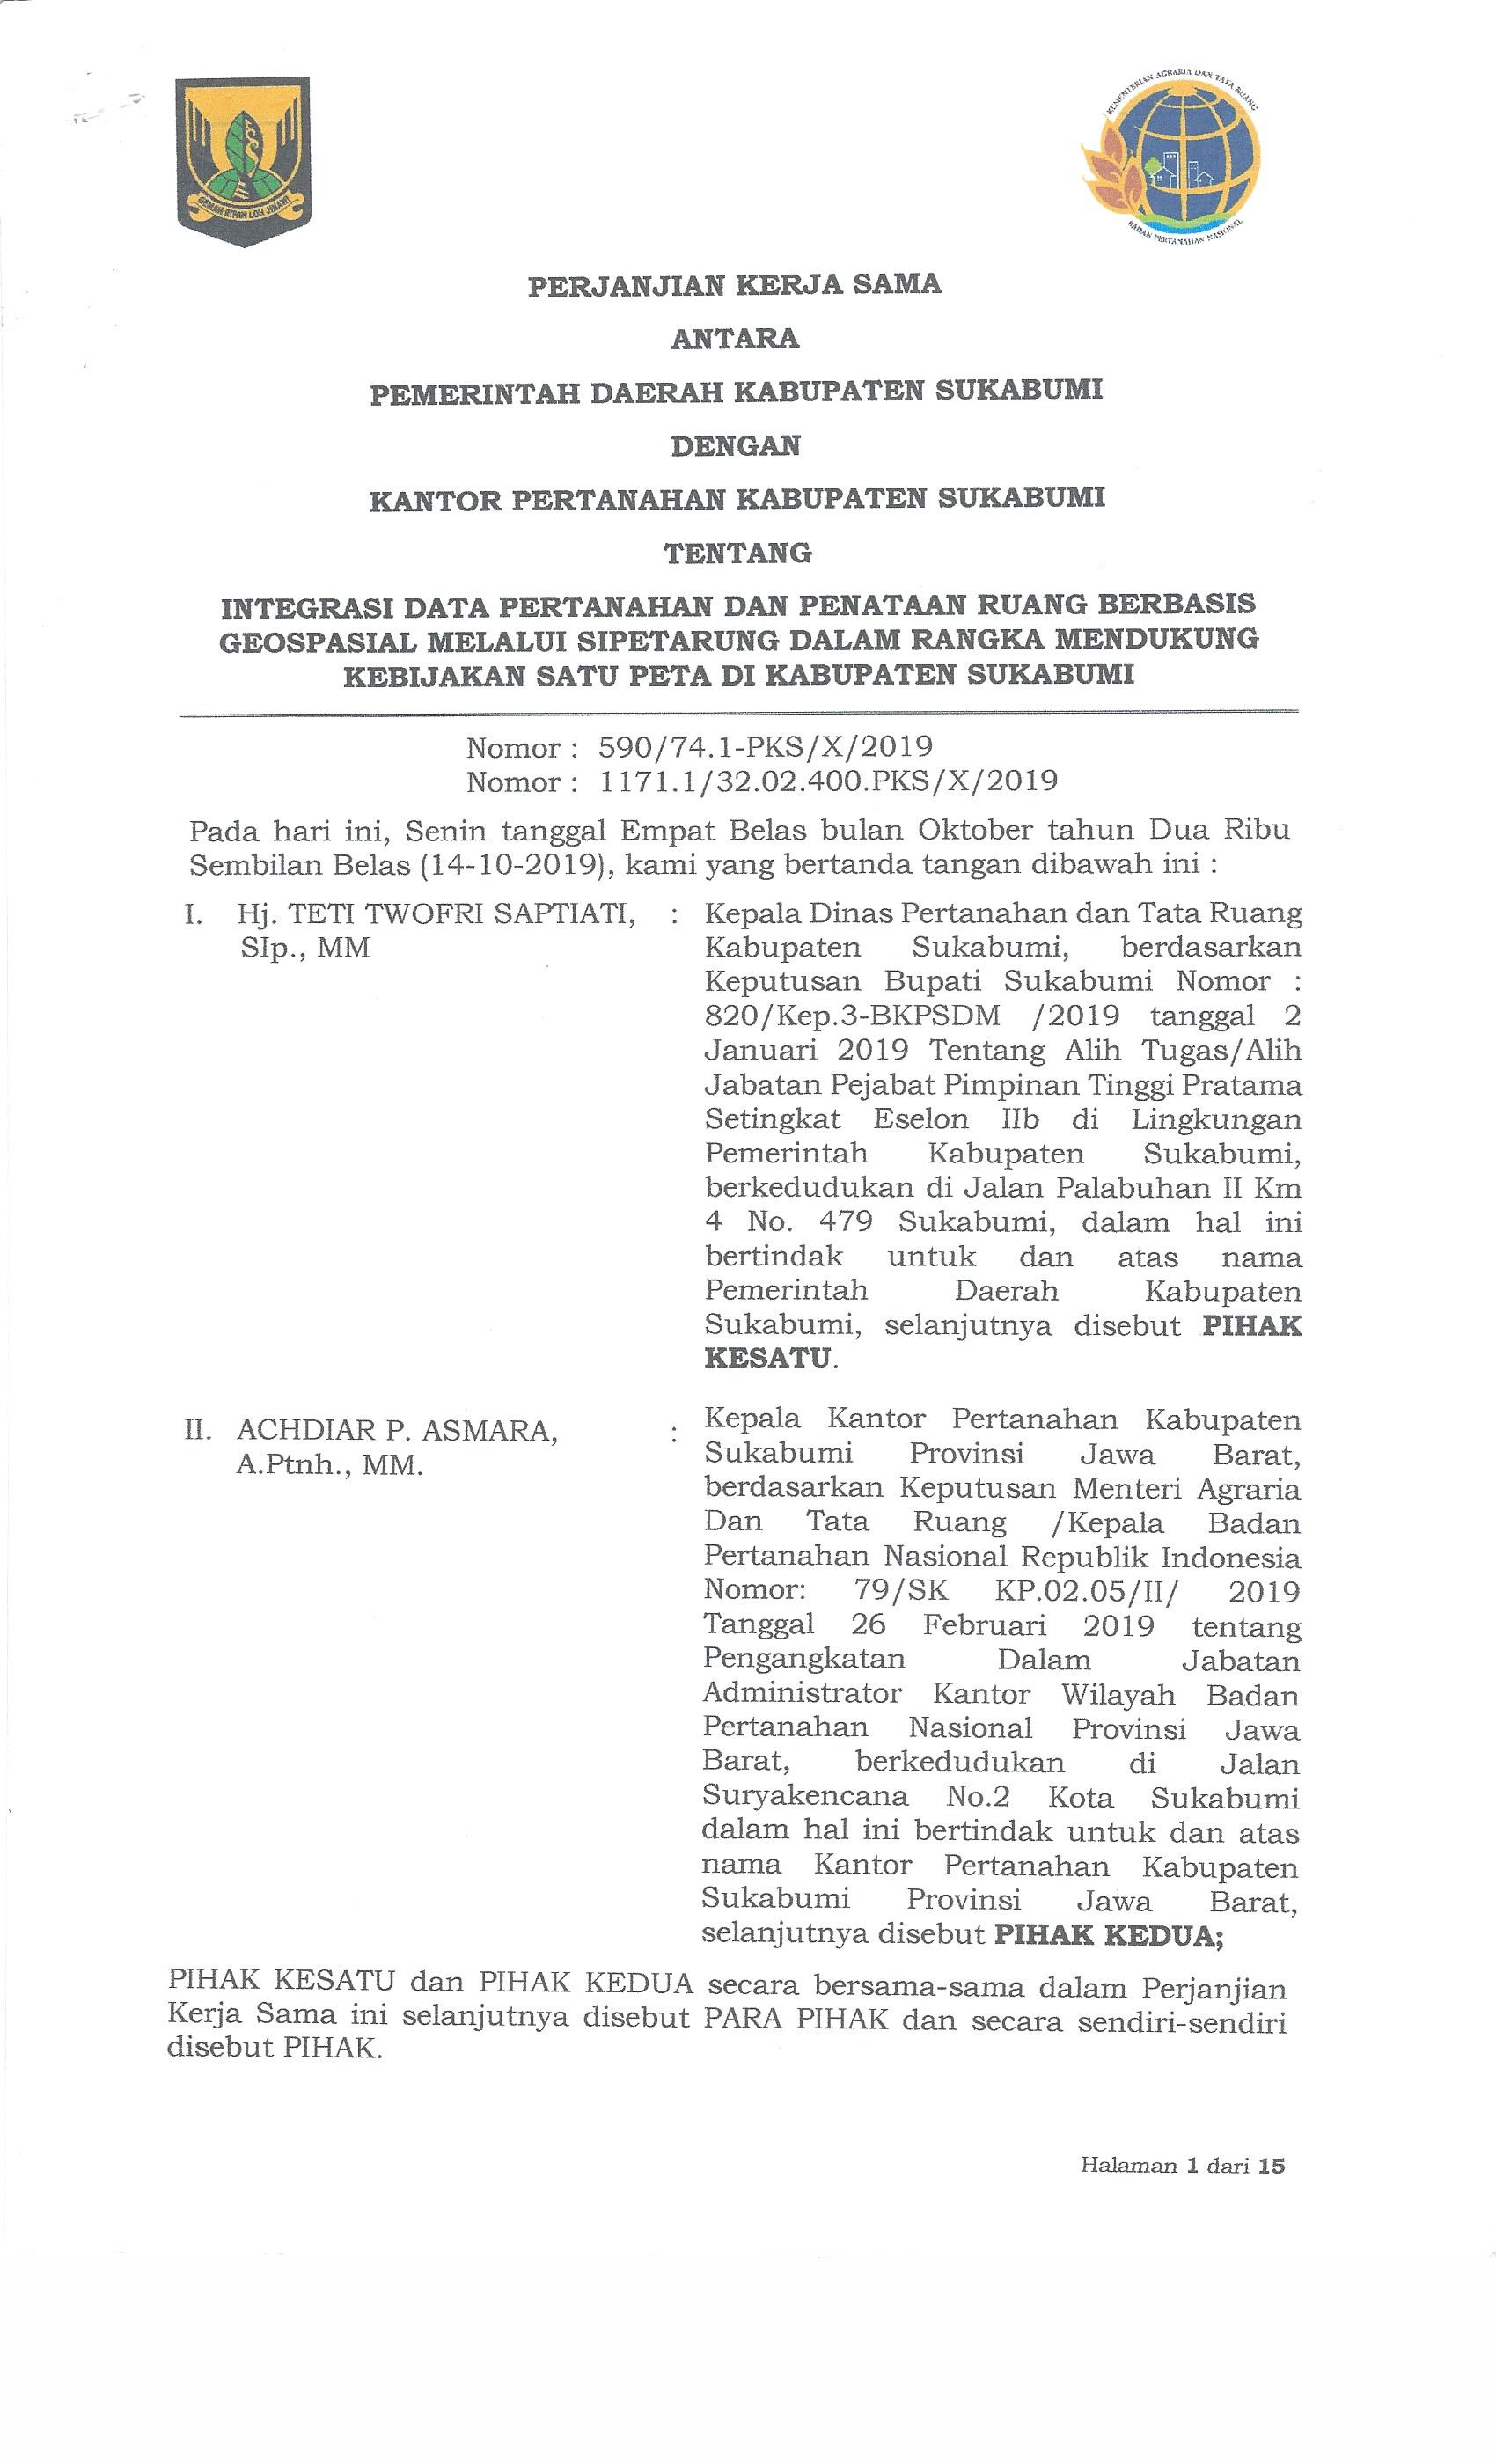 GEMAH RIPAH LOH JINAWI
KEMENTERIAN AGRARIA DAN TATA RUANG
BADAN PERTANAHAN NASIONAL
PERJANJIAN KERJA SAMA
ANTARA
PEMERINTAH DAERAH KABUPATEN SUKABUMI
DENGAN
KANTOR PERTANAHAN KABUPATEN SUKABUMI
TENTANG
INTEGRASI DATA PERTANAHAN DAN PENATAAN RUANG BERBASIS
GEOSPASIAL MELALUI SIPETARUNG DALAM RANGKA MENDUKUNG
KEBIJAKAN SATU PETA DI KABUPATEN SUKABUMI
Nomor : 590/74.1-PKS/X/2019
Nomor : 1171.1/32.02.400.PKS/X/2019
Pada hari ini, Senin tanggal Empat Belas bulan Oktober tahun Dua Ribu
Sembilan Belas (14-10-2019), kami yang bertanda tangan dibawah ini :
I. Hj. TETI TWOFRI SAPTIATI, : Kepala Dinas Pertanahan dan Tata Ruang
SIp., MM Kabupaten Sukabumi, berdasarkan
Keputusan Bupati Sukabumi Nomor :
820/Kep.3-BKPSDM /2019 tanggal 2
Januari 2019 Tentang Alih Tugas/Alih
Jabatan Pejabat Pimpinan Tinggi Pratama
Setingkat Eselon IIb di Lingkungan
Pemerintah Kabupaten Sukabumi,
berkedudukan di Jalan Palabuhan II Km
4 No. 479 Sukabumi, dalam hal ini
bertindak untuk dan atas nama
Pemerintah Daerah Kabupaten
Sukabumi, selanjutnya disebut PIHAK
KESATU.
II. ACHDIAR P. ASMARA, : Kepala Kantor Pertanahan Kabupaten
A.Ptnh., MM. Sukabumi Provinsi Jawa Barat,
berdasarkan Keputusan Menteri Agraria
Dan Tata Ruang /Kepala Badan
Pertanahan Nasional Republik Indonesia
Nomor: 79/SK KP.02.05/II/ 2019
Tanggal 26 Februari 2019 tentang
Pengangkatan Dalam Jabatan
Administrator Kantor Wilayah Badan
Pertanahan Nasional Provinsi Jawa
Barat, berkedudukan di Jalan
Suryakencana No.2 Kota Sukabumi
dalam hal ini bertindak untuk dan atas
nama Kantor Pertanahan Kabupaten
Sukabumi Provinsi Jawa Barat,
selanjutnya disebut PIHAK KEDUA;
PIHAK KESATU dan PIHAK KEDUA secara bersama-sama dalam Perjanjian
Kerja Sama ini selanjutnya disebut PARA PIHAK dan secara sendiri-sendiri
disebut PIHAK.
Halaman 1 dari 15